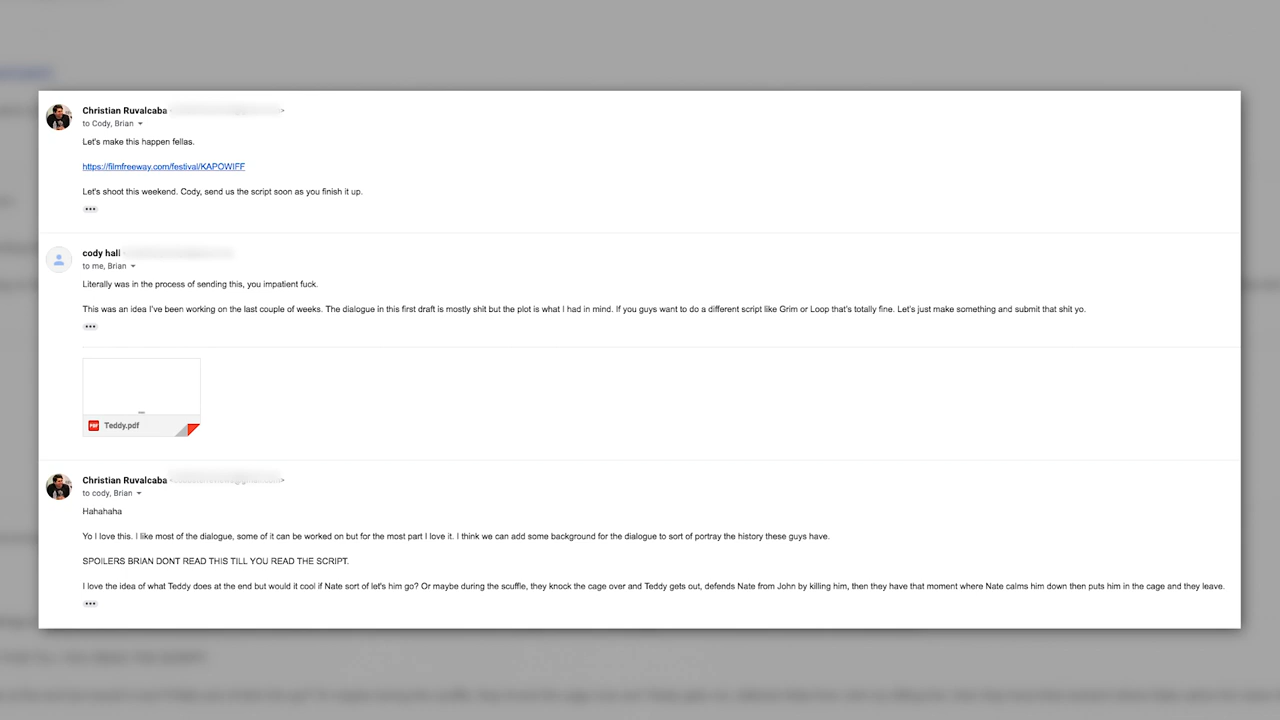 Christian Ruvalcaba
to Cody, Brian
Let's make this happen fellas.
https://filmfreeway.com/festival/KAPOWIFF
Let's shoot this weekend. Cody, send us the script soon as you finish it up.
cody hall
to me, Brian
Literally was in the process of sending this, you impatient fuck.
This was an idea I've been working on the last couple of weeks. The dialogue in this first draft is mostly shit but the plot is what I had in mind. If you guys want to do a different script like Grim or Loop that's totally fine. Let's just make something and submit that shit yo.
PDF Teddy.pdf
Christian Ruvalcaba
to cody, Brian
Hahahaha
Yo I love this. I like most of the dialogue, some of it can be worked on but for the most part I love it. I think we can add some background for the dialogue to sort of portray the history these guys have.
SPOILERS BRIAN DONT READ THIS TILL YOU READ THE SCRIPT.
I love the idea of what Teddy does at the end but would it cool if Nate sort of let's him go? Or maybe during the scuffle, they knock the cage over and Teddy gets out, defends Nate from John by killing him, then they have that moment where Nate calms him down then puts him in the cage and they leave.